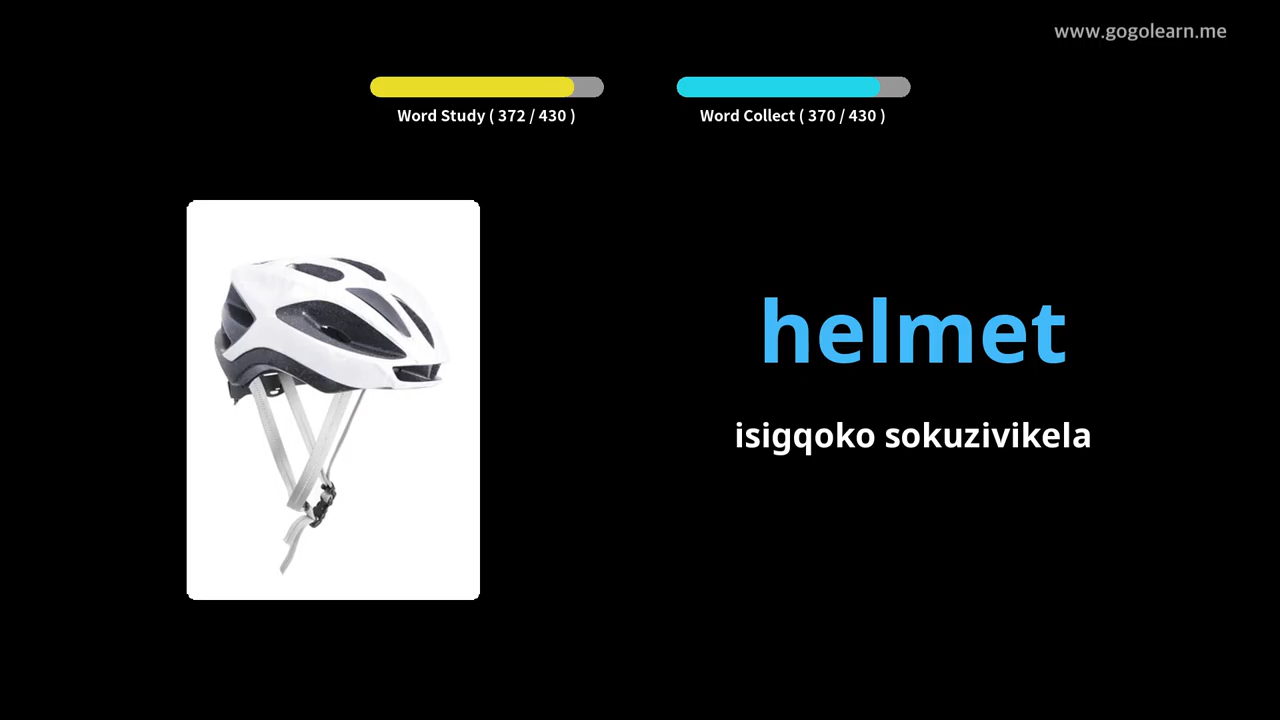 www.gogolearn.me
Word Study ( 372 / 430 )
Word Collect ( 370 / 430 )
helmet
isigqoko sokuzivikela